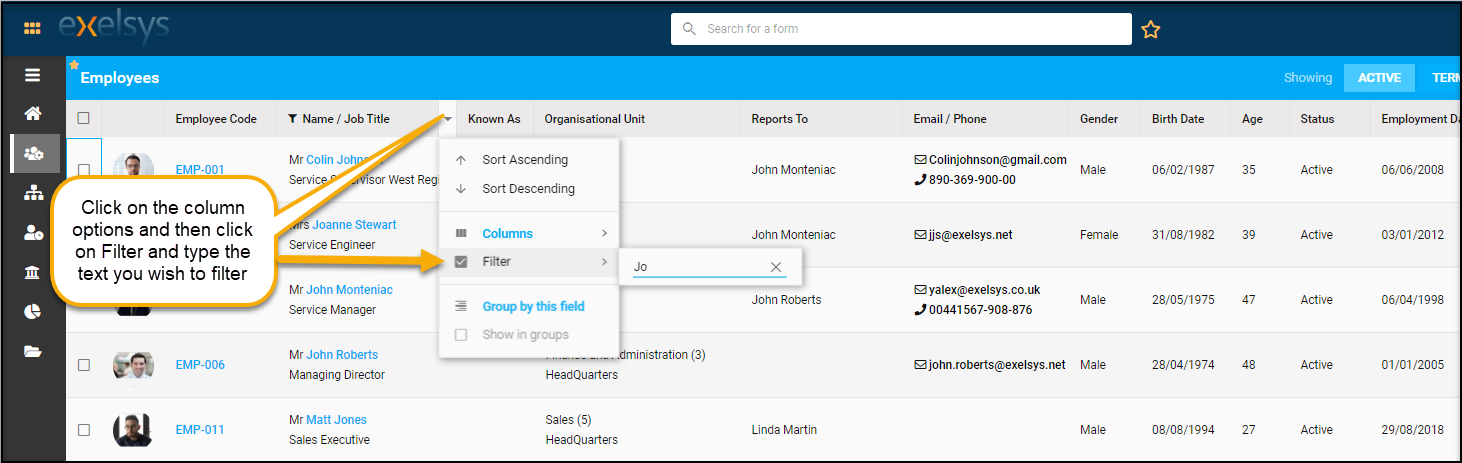 exelsys
Search for a form
Employees
Showing ACTIVE TERM
Employee Code Name / Job Title Known As Organisational Unit Reports To Email / Phone Gender Birth Date Age Status Employment Da
EMP-001
Mr Colin Johnson
Service Supervisor West Regi
John Monteniac
Colinjohnson@gmail.com
890-369-900-00
Male 06/02/1987 35 Active 06/06/2008
Mrs Joanne Stewart
Service Engineer
John Monteniac
jjs@exelsys.net
Female 31/08/1982 39 Active 03/01/2012
Mr John Monteniac
Service Manager
John Roberts
yalex@exelsys.co.uk
00441567-908-876
Male 28/05/1975 47 Active 06/04/1998
EMP-006
Mr John Roberts
Managing Director
Finance and Administration (3)
HeadQuarters
john.roberts@exelsys.net
Male 28/04/1974 48 Active 01/01/2005
EMP-011
Mr Matt Jones
Sales Executive
Sales (5)
HeadQuarters
Linda Martin
Male 08/08/1994 27 Active 29/08/2018
Sort Ascending
Sort Descending
Columns
Filter
Jo
Group by this field
Show in groups
Click on the column
options and then click
on Filter and type the
text you wish to filter